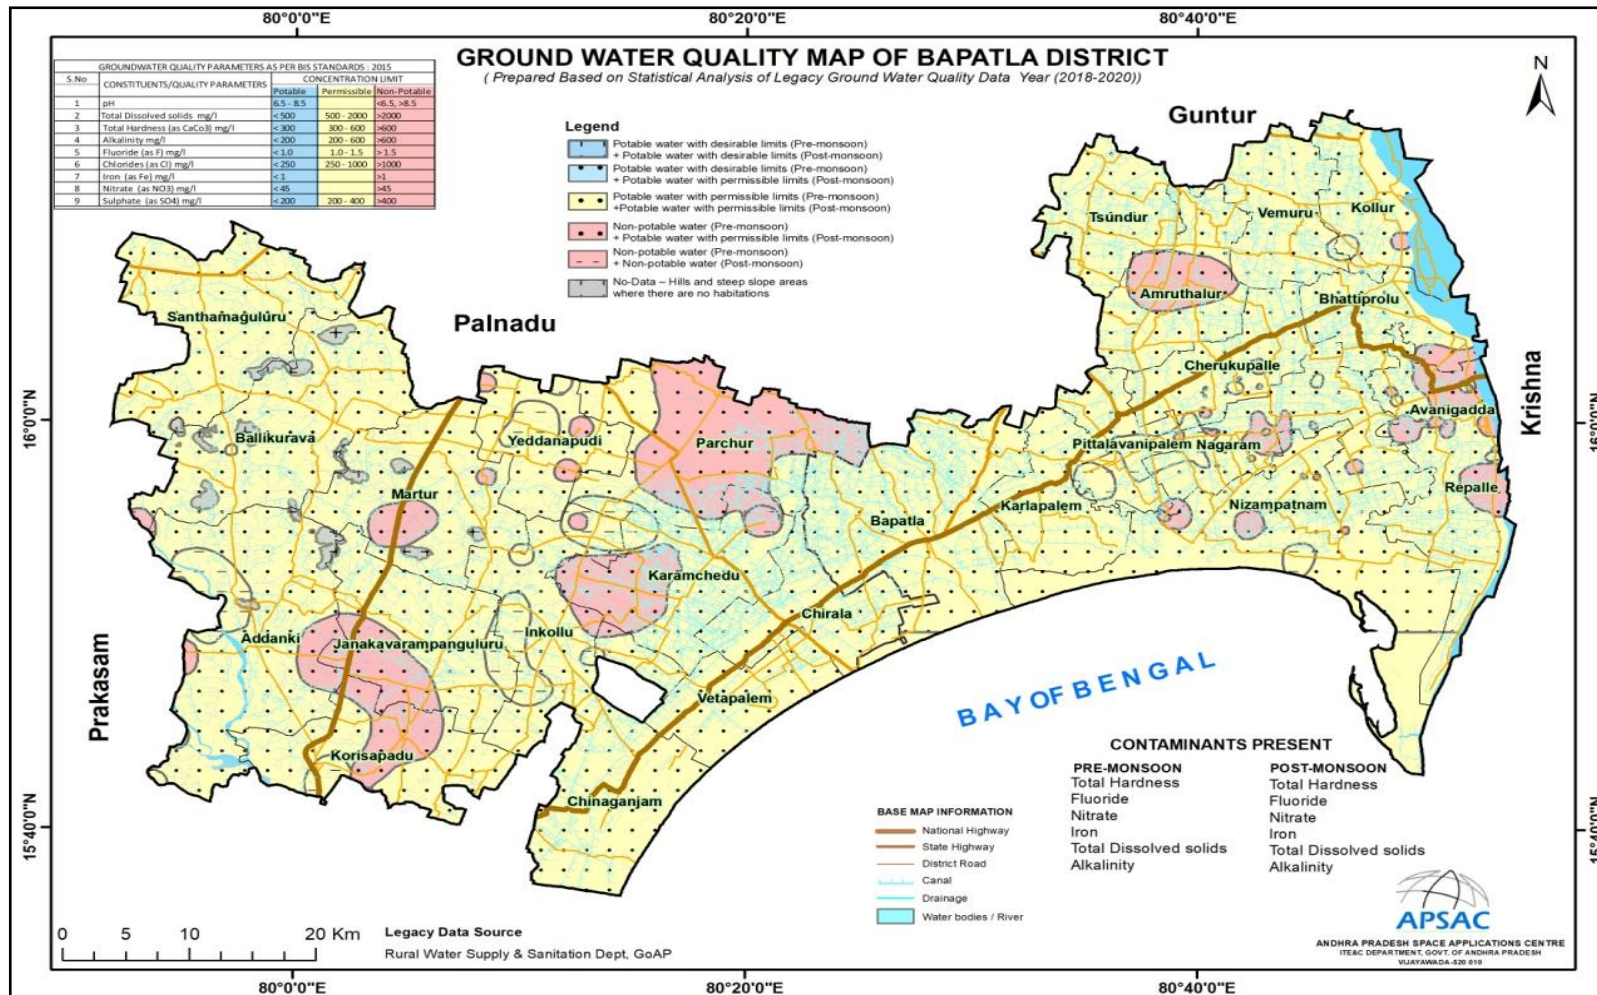 80°0'0"E 80°20'0"E 80°40'0"E
GROUND WATER QUALITY MAP OF BAPATLA DISTRICT
( Prepared Based on Statistical Analysis of Legacy Ground Water Quality Data Year (2018-2020))
N
GROUNDWATER QUALITY PARAMETERS AS PER BIS STANDARDS : 2015
S.No CONSTITUENTS/QUALITY PARAMETERS CONCENTRATION LIMIT
Potable Permissible Non-Potable
1 pH 6.5 - 8.5 <6.5, >8.5
2 Total Dissolved solids mg/l <500 500 - 2000 >2000
3 Total Hardness (as CaCo3) mg/l <300 300 - 600 >600
4 Alkalinity mg/l <200 200 - 600 >600
5 Fluoride (as F) mg/l <1.0 1.0 - 1.5 >1.5
6 Chlorides (as Cl) mg/l <250 250 - 1000 >1000
7 Iron (as Fe) mg/l <1 >1
8 Nitrate (as NO3) mg/l <45 >45
9 Sulphate (as SO4) mg/l <200 200 - 400 >400
Legend
Potable water with desirable limits (Pre-monsoon)
+ Potable water with desirable limits (Post-monsoon)
Potable water with desirable limits (Pre-monsoon)
+ Potable water with permissible limits (Post-monsoon)
Potable water with permissible limits (Pre-monsoon)
+Potable water with permissible limits (Post-monsoon)
Non-potable water (Pre-monsoon)
+ Potable water with permissible limits (Post-monsoon)
Non-potable water (Pre-monsoon)
+ Non-potable water (Post-monsoon)
No-Data – Hills and steep slope areas
where there are no habitations
Guntur
Tsundur
Vemuru
Kollur
Amruthalur
Bhattiprolu
Santhamaguluru
Palnadu
Cherukupalle
Krishna
Avanigadda
16°0'0"N
16°0'0"N
Ballikurava
Yeddanapudi
Parchur
Pittalavanipalem
Nagaram
Martur
Bapatla
Karlapalem
Nizampatnam
Repalle
Karamchedu
Chirala
Addanki
Janakavarampanguluru
Inkollu
Prakasam
Vetapalem
BAY OF BENGAL
Korisapadu
Chinaganjam
15°40'0"N
15°40'0"N
CONTAMINANTS PRESENT
PRE-MONSOON POST-MONSOON
Total Hardness Total Hardness
Fluoride Fluoride
Nitrate Nitrate
Iron Iron
Total Dissolved solids Total Dissolved solids
Alkalinity Alkalinity
BASE MAP INFORMATION
National Highway
State Highway
District Road
Canal
Drainage
Water bodies / River
0 5 10 20 Km
Legacy Data Source
Rural Water Supply & Sanitation Dept, GoAP
APSAC
ANDHRA PRADESH SPACE APPLICATIONS CENTRE
ITE&C DEPARTMENT, GOVT. OF ANDHRA PRADESH
VIJAYAWADA-520 010
80°0'0"E 80°20'0"E 80°40'0"E